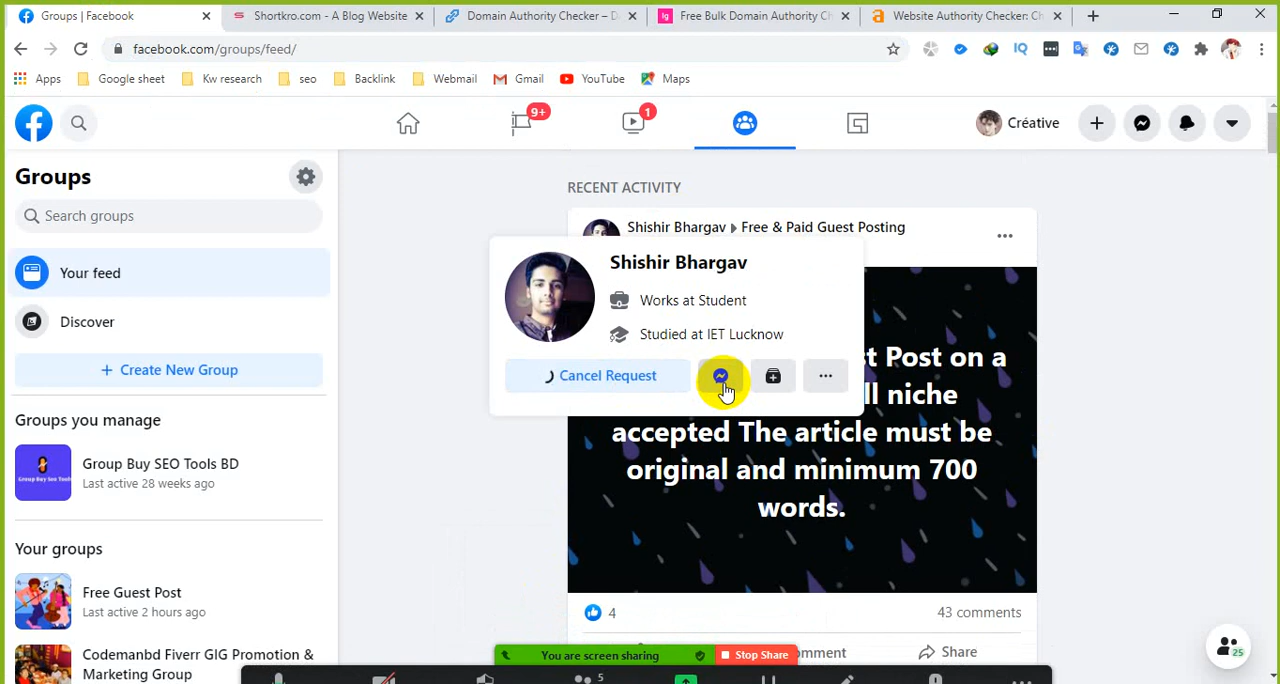 Groups | Facebook
Shortkro.com - A Blog Website
Domain Authority Checker – D
Free Bulk Domain Authority Ch
Website Authority Checker: Ch
facebook.com/groups/feed/
IQ
Apps
Google sheet
Kw research
seo
Backlink
Webmail
Gmail
YouTube
Maps
9+
1
Créative
Groups
Search groups
Your feed
Discover
+ Create New Group
Groups you manage
Group Buy SEO Tools BD
Last active 28 weeks ago
Your groups
Free Guest Post
Last active 2 hours ago
Codemanbd Fiverr GIG Promotion &
Marketing Group
RECENT ACTIVITY
Shishir Bhargav ▸ Free & Paid Guest Posting
Shishir Bhargav
Works at Student
Studied at IET Lucknow
Cancel Request
st Post on a
ll niche
accepted The article must be
original and minimum 700
words.
4
43 comments
omment
Share
You are screen sharing
Stop Share
5
25